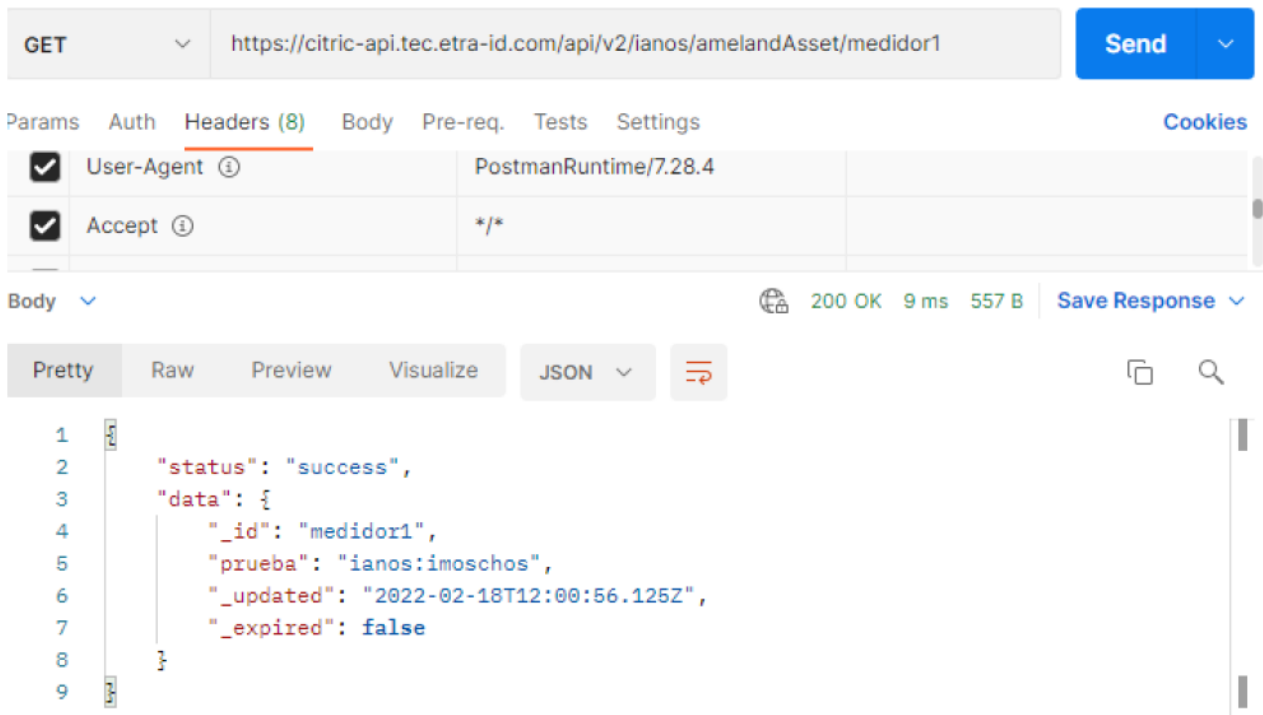 GET https://citric-api.tec.etra-id.com/api/v2/ianos/amelandAsset/medidor1 Send
Params Auth Headers (8) Body Pre-req. Tests Settings Cookies
User-Agent PostmanRuntime/7.28.4
Accept */*
Body 200 OK 9 ms 557 B Save Response
Pretty Raw Preview Visualize JSON
1 {
2 "status": "success",
3 "data": {
4 "_id": "medidor1",
5 "prueba": "ianos:imoschos",
6 "_updated": "2022-02-18T12:00:56.125Z",
7 "_expired": false
8 }
9 }